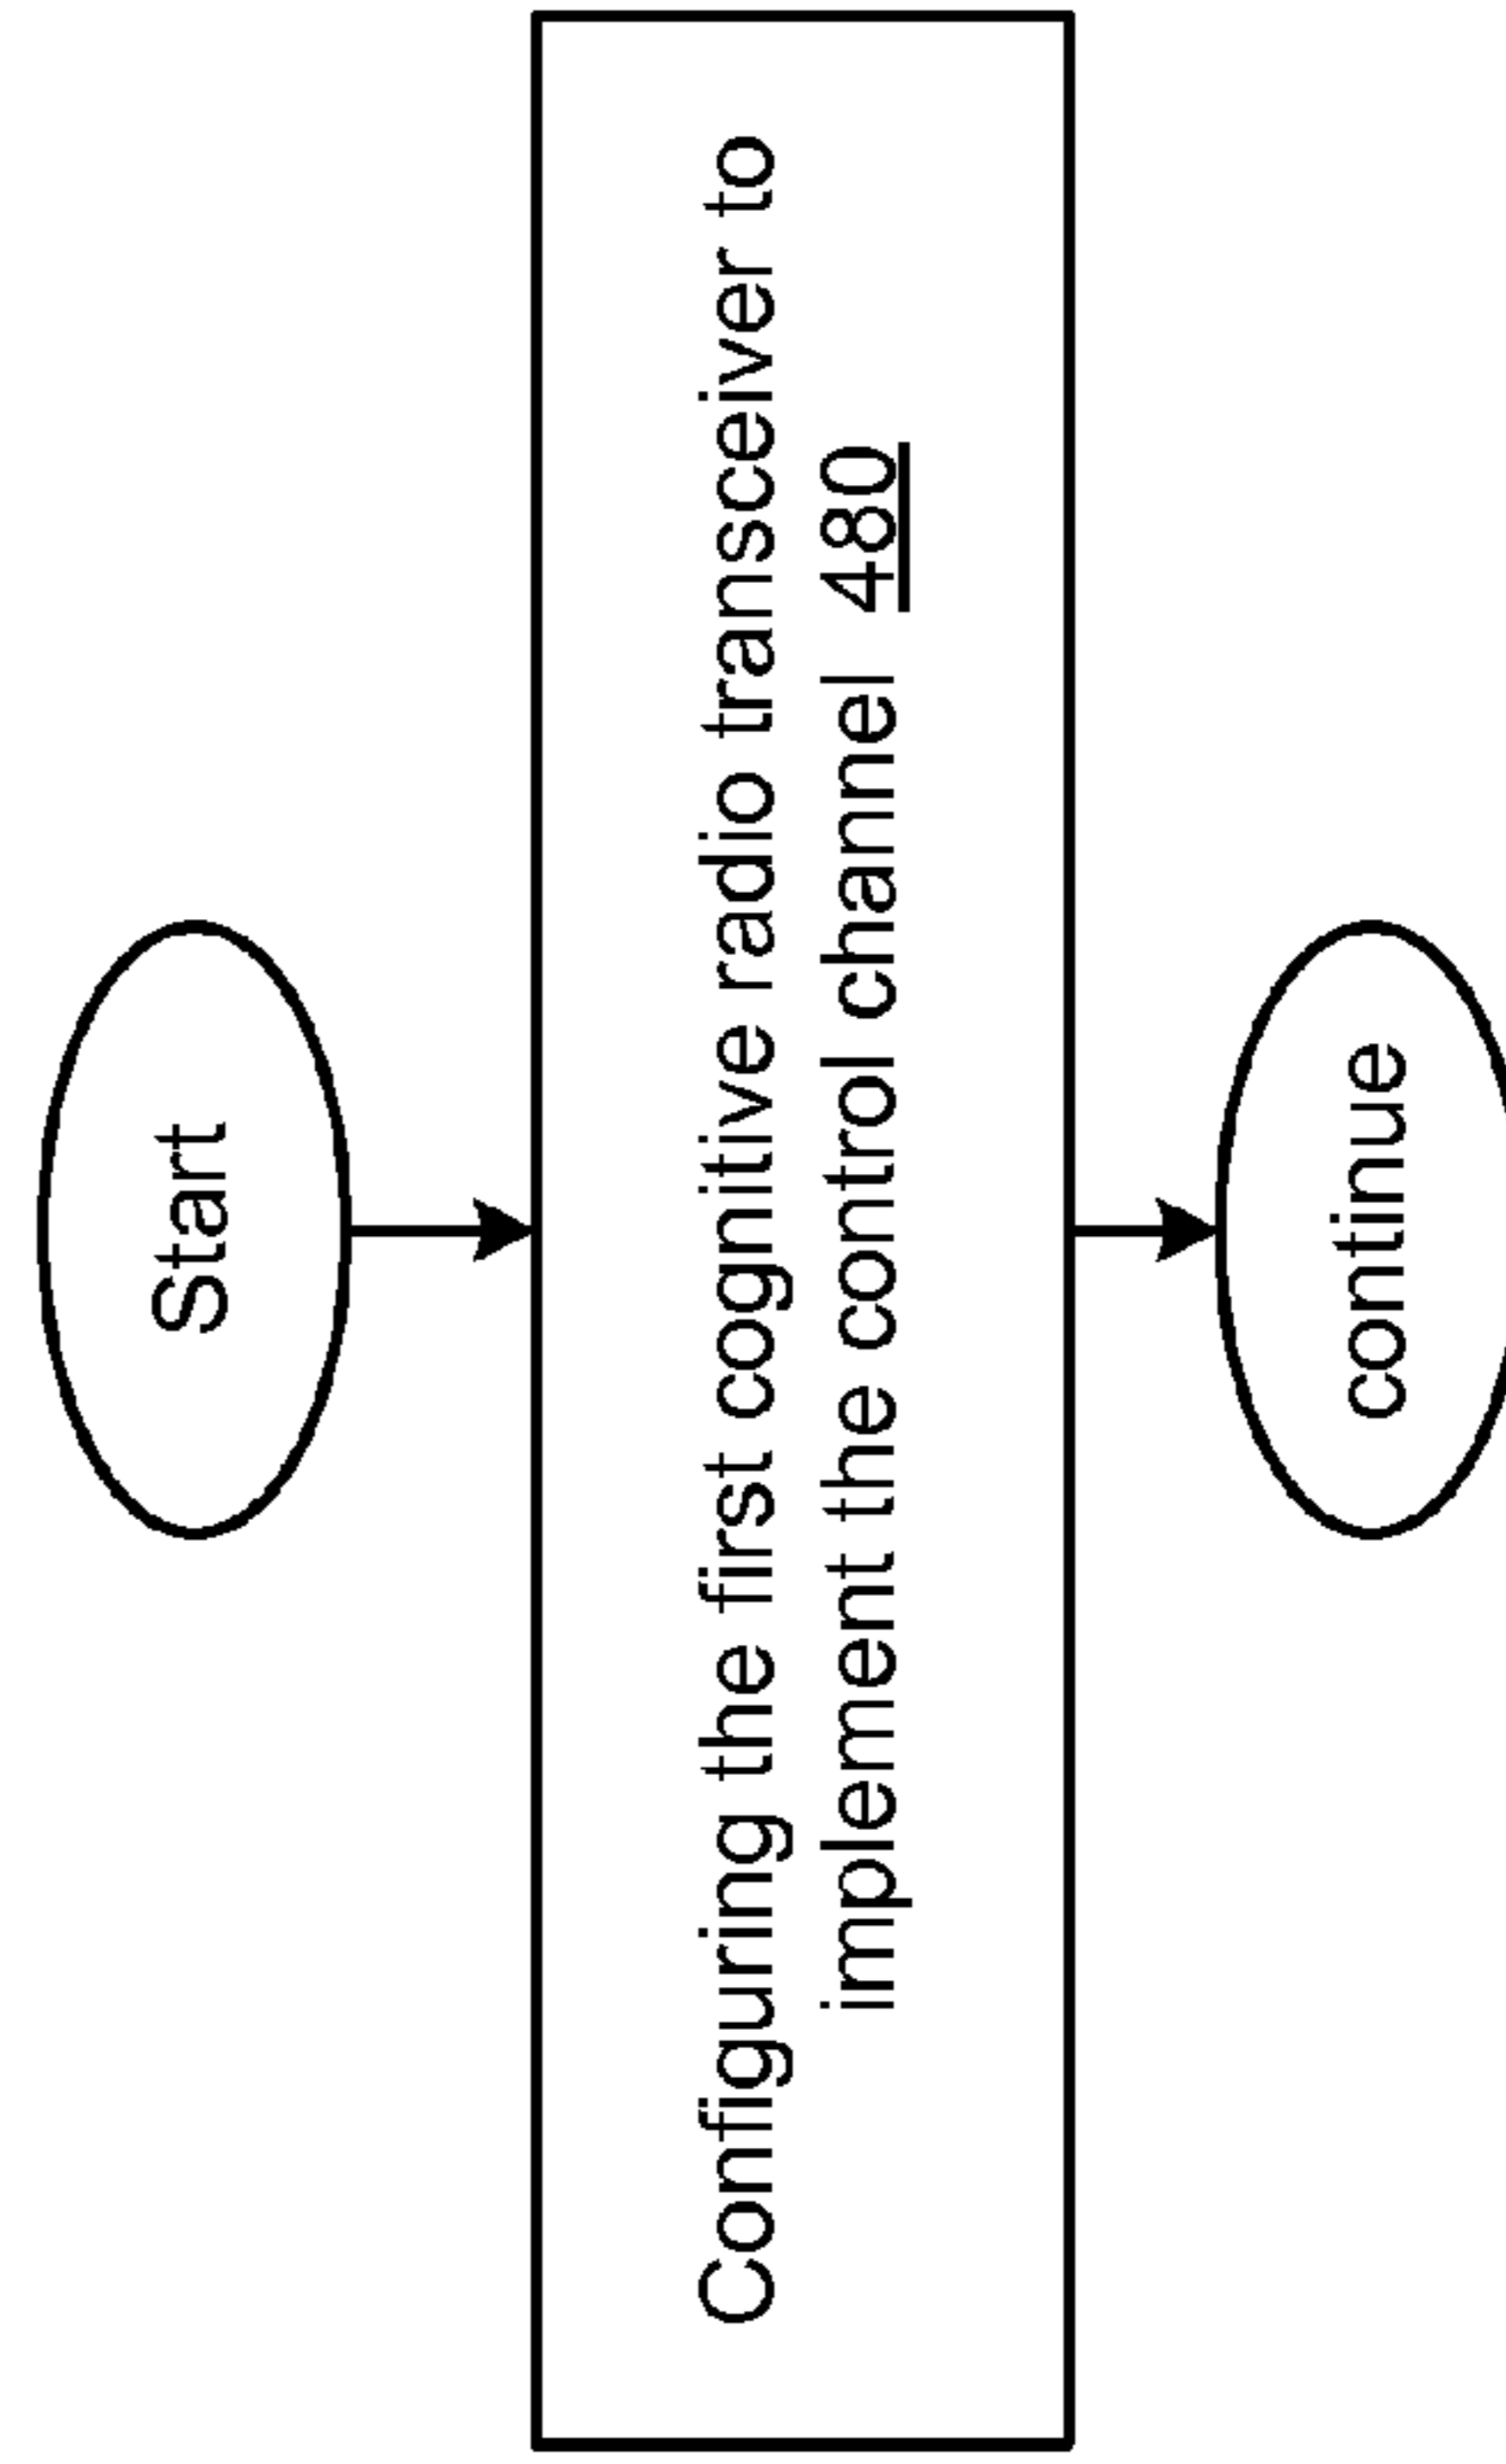 Start
Configuring the first cognitive radio transceiver to
implement the control channel 480
continue